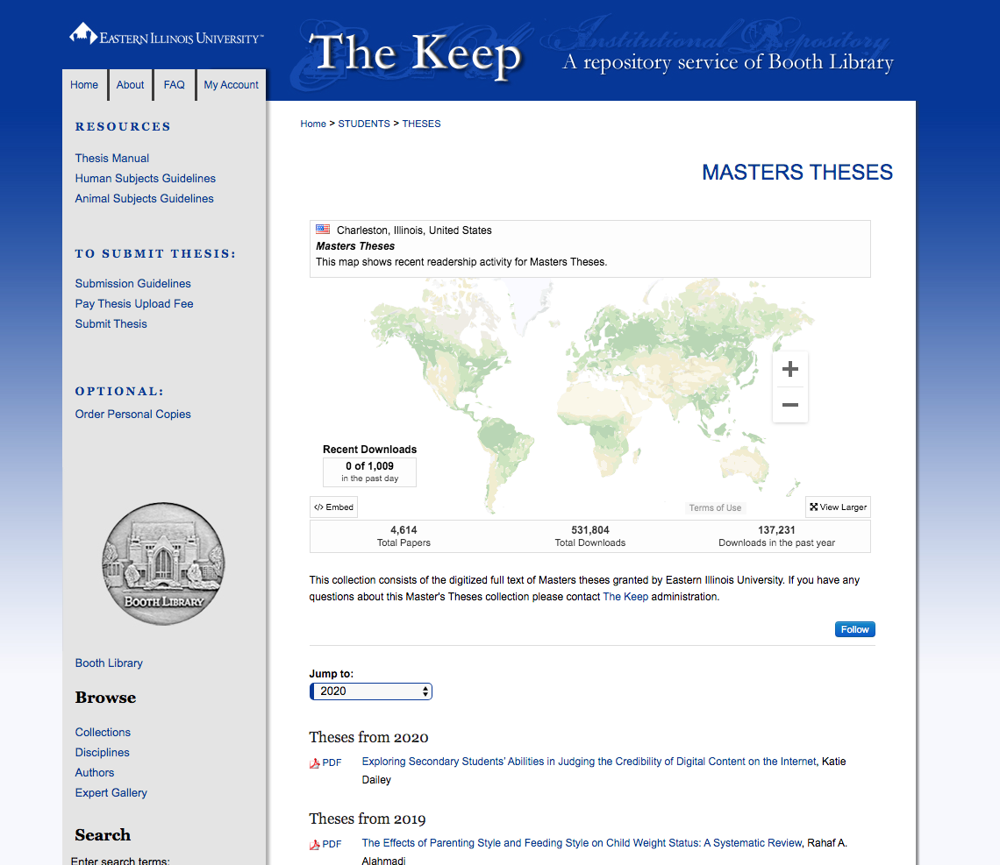 EASTERN ILLINOIS UNIVERSITY™
The Keep
Institutional Repository
A repository service of Booth Library
Home
About
FAQ
My Account
RESOURCES
Thesis Manual
Human Subjects Guidelines
Animal Subjects Guidelines
TO SUBMIT THESIS:
Submission Guidelines
Pay Thesis Upload Fee
Submit Thesis
OPTIONAL:
Order Personal Copies
BOOTH LIBRARY
Booth Library
Browse
Collections
Disciplines
Authors
Expert Gallery
Search
Enter search terms:
Home > STUDENTS > THESES
MASTERS THESES
Charleston, Illinois, United States
Masters Theses
This map shows recent readership activity for Masters Theses.
Recent Downloads
0 of 1,009
in the past day
</> Embed
Terms of Use
View Larger
4,614
Total Papers
531,804
Total Downloads
137,231
Downloads in the past year
This collection consists of the digitized full text of Masters theses granted by Eastern Illinois University. If you have any
questions about this Master's Theses collection please contact The Keep administration.
Follow
Jump to:
2020
Theses from 2020
PDF
Exploring Secondary Students' Abilities in Judging the Credibility of Digital Content on the Internet, Katie
Dailey
Theses from 2019
PDF
The Effects of Parenting Style and Feeding Style on Child Weight Status: A Systematic Review, Rahaf A.
Alahmadi